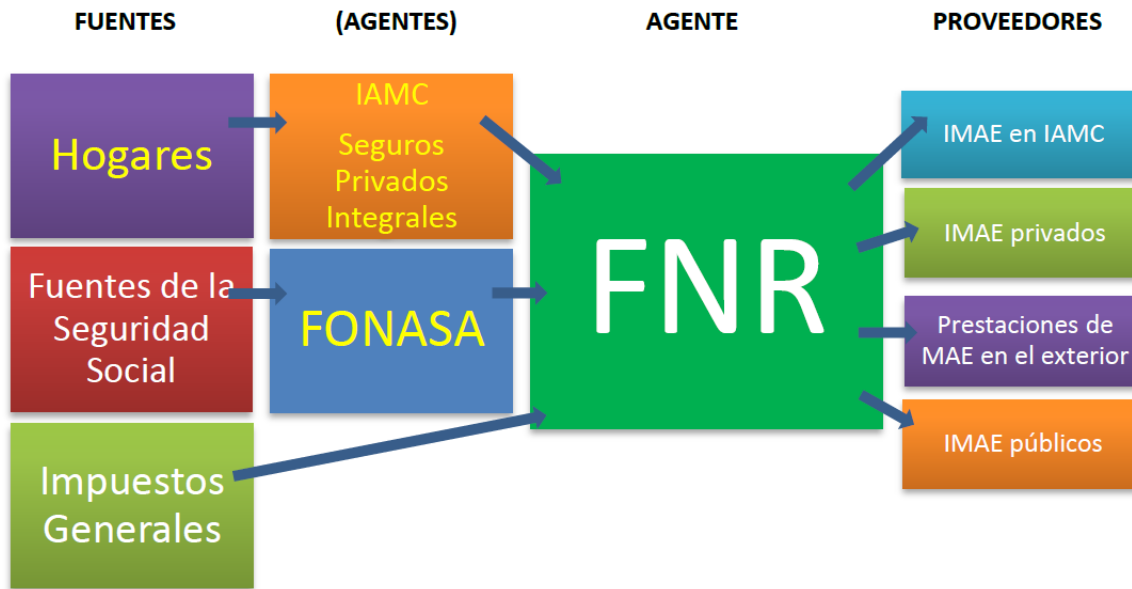 FUENTES
(AGENTES)
AGENTE
PROVEEDORES
Hogares
IAMC
Seguros
Privados
Integrales
Fuentes de la
Seguridad
Social
FONASA
Impuestos
Generales
FNR
IMAE en IAMC
IMAE privados
Prestaciones de
MAE en el exterior
IMAE públicos